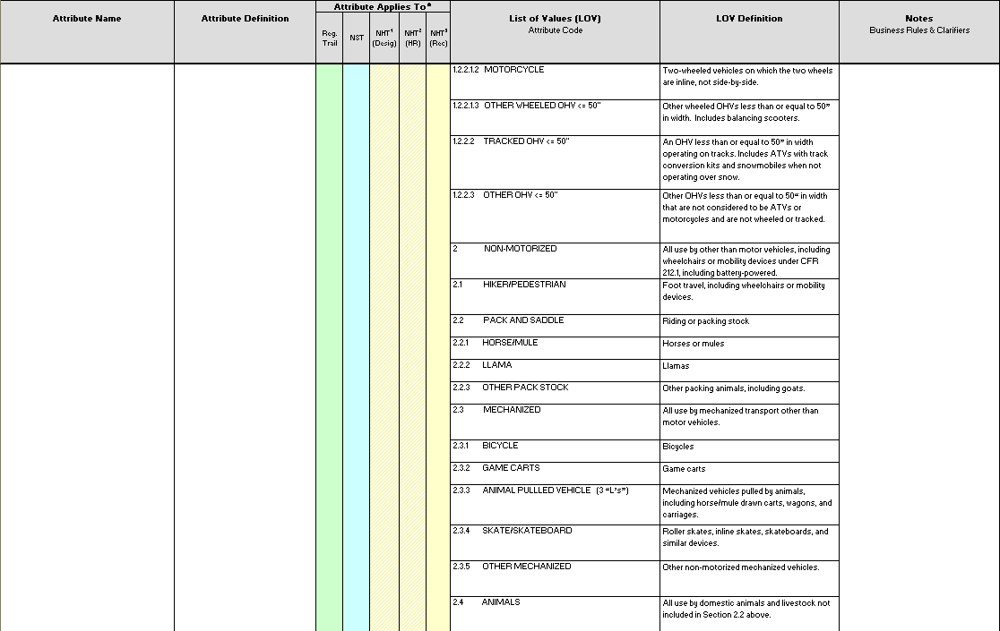 Attribute Name
Attribute Definition
Attribute Applies To*
List of Values (LOV)
Attribute Code
LOV Definition
Notes
Business Rules & Clarifiers
Reg.
Trail
NST
NHT¹
(Desig)
NHT²
(HR)
NHT³
(Rec)
1.2.2.1.2 MOTORCYCLE
Two-wheeled vehicles on which the two wheels
are inline, not side-by-side.
1.2.2.1.3 OTHER WHEELED OHV <= 50"
Other wheeled OHVs less than or equal to 50”
in width. Includes balancing scooters.
1.2.2.2 TRACKED OHV <= 50"
An OHV less than or equal to 50” in width
operating on tracks. Includes ATVs with track
conversion kits and snowmobiles when not
operating over snow.
1.2.2.3 OTHER OHV <= 50"
Other OHVs less than or equal to 50“ in width
that are not considered to be ATVs or
motorcycles and are not wheeled or tracked.
2 NON-MOTORIZED
All use by other than motor vehicles, including
wheelchairs or mobility devices under CFR
212.1, including battery-powered.
2.1 HIKER/PEDESTRIAN
Foot travel, including wheelchairs or mobility
devices.
2.2 PACK AND SADDLE
Riding or packing stock
2.2.1 HORSE/MULE
Horses or mules
2.2.2 LLAMA
Llamas
2.2.3 OTHER PACK STOCK
Other packing animals, including goats.
2.3 MECHANIZED
All use by mechanized transport other than
motor vehicles.
2.3.1 BICYCLE
Bicycles
2.3.2 GAME CARTS
Game carts
2.3.3 ANIMAL PULLLED VEHICLE (3 “L’s”)
Mechanized vehicles pulled by animals,
including horse/mule drawn carts, wagons, and
carriages.
2.3.4 SKATE/SKATEBOARD
Roller skates, inline skates, skateboards, and
similar devices.
2.3.5 OTHER MECHANIZED
Other non-motorized mechanized vehicles.
2.4 ANIMALS
All use by domestic animals and livestock not
included in Section 2.2 above.